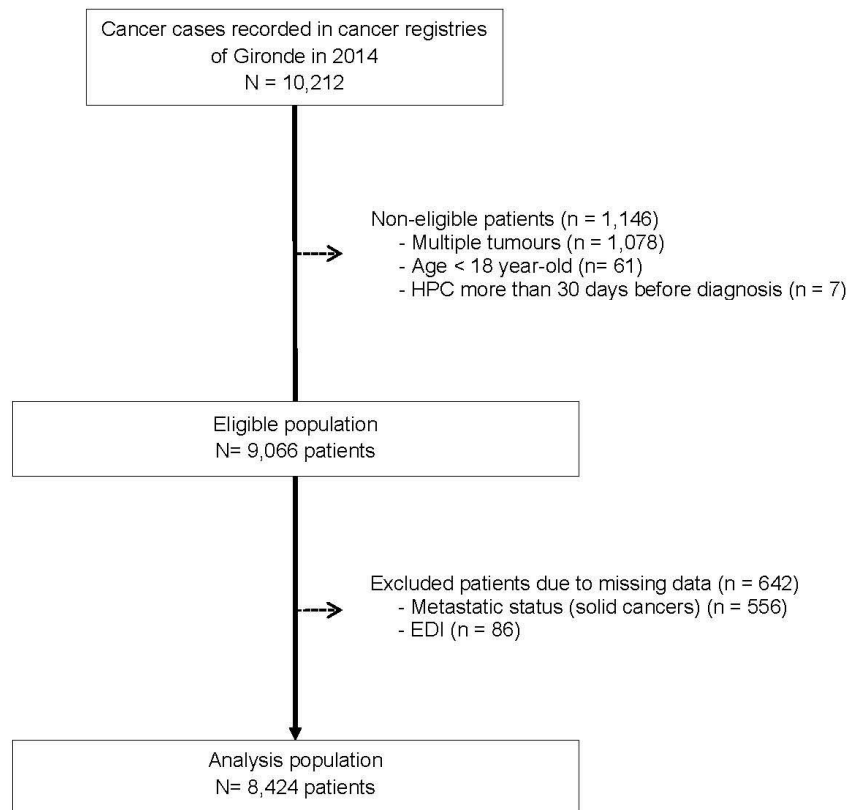 Cancer cases recorded in cancer registries
of Gironde in 2014
N = 10,212
Non-eligible patients (n = 1,146)
- Multiple tumours (n = 1,078)
- Age < 18 year-old (n= 61)
- HPC more than 30 days before diagnosis (n = 7)
Eligible population
N= 9,066 patients
Excluded patients due to missing data (n = 642)
- Metastatic status (solid cancers) (n = 556)
- EDI (n = 86)
Analysis population
N= 8,424 patients